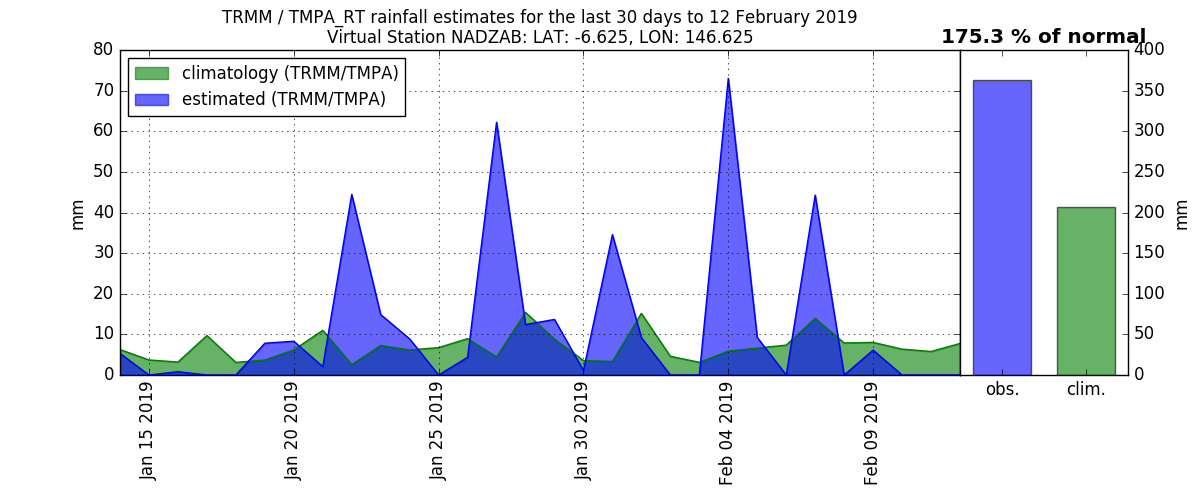 TRMM / TMPA_RT rainfall estimates for the last 30 days to 12 February 2019
Virtual Station NADZAB: LAT: -6.625, LON: 146.625
175.3 % of normal
climatology (TRMM/TMPA)
estimated (TRMM/TMPA)
mm
80
70
60
50
40
30
20
10
0
Jan 15 2019
Jan 20 2019
Jan 25 2019
Jan 30 2019
Feb 04 2019
Feb 09 2019
400
350
300
250
200
150
100
50
0
mm
obs.
clim.